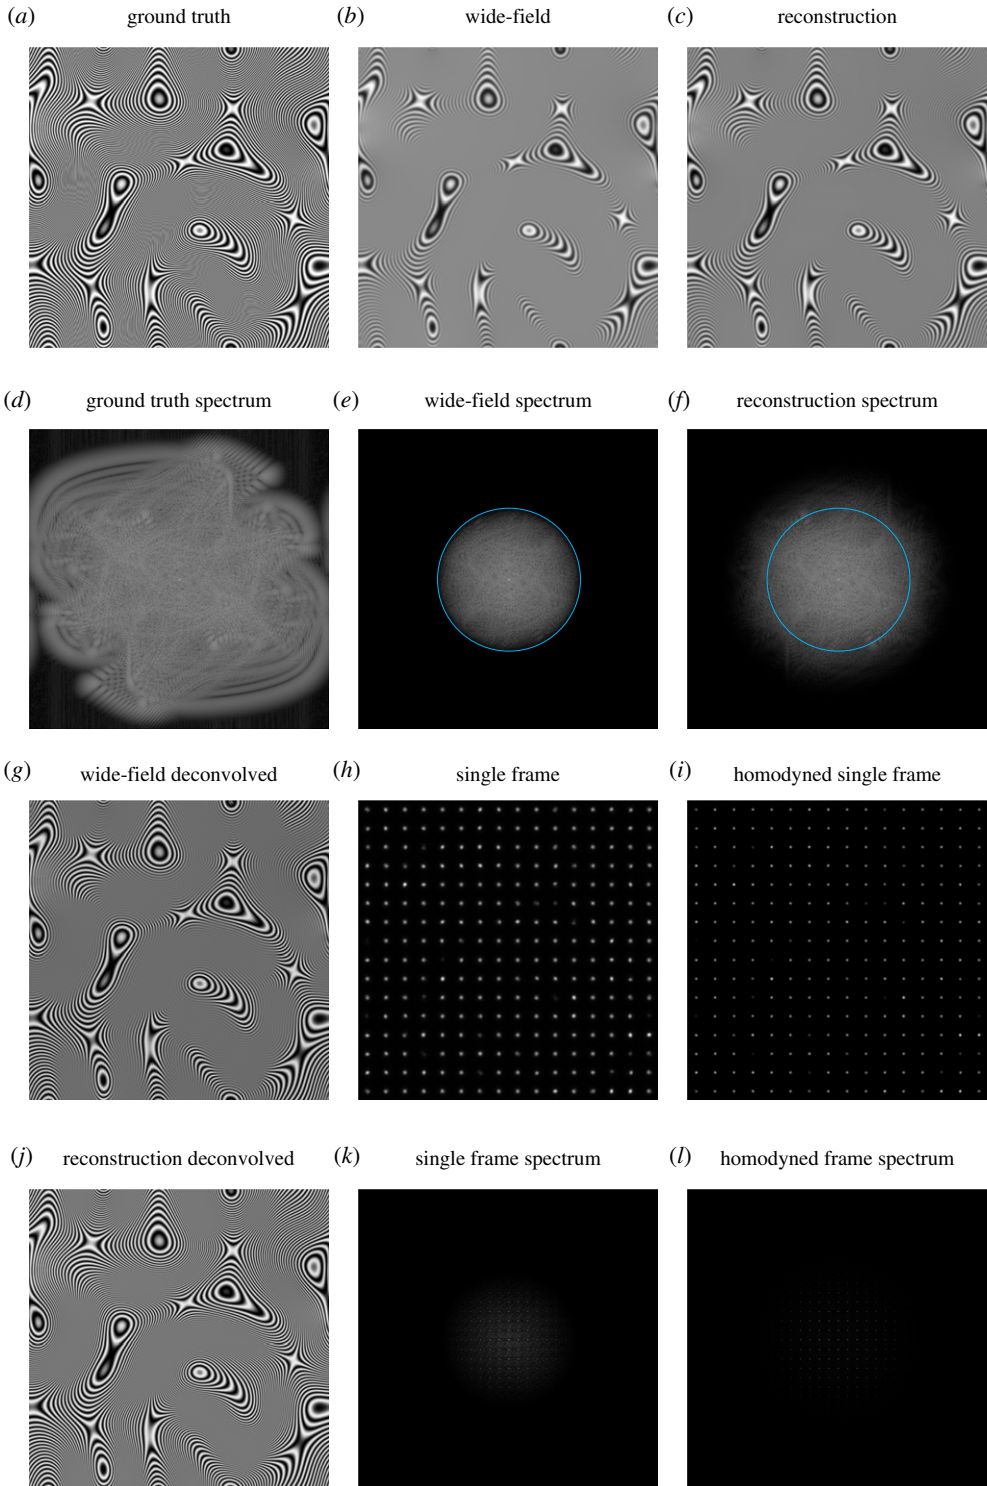 (a) ground truth
(b) wide-field
(c) reconstruction
(d) ground truth spectrum
(e) wide-field spectrum
(f) reconstruction spectrum
(g) wide-field deconvolved
(h) single frame
(i) homodyned single frame
(j) reconstruction deconvolved
(k) single frame spectrum
(l) homodyned frame spectrum